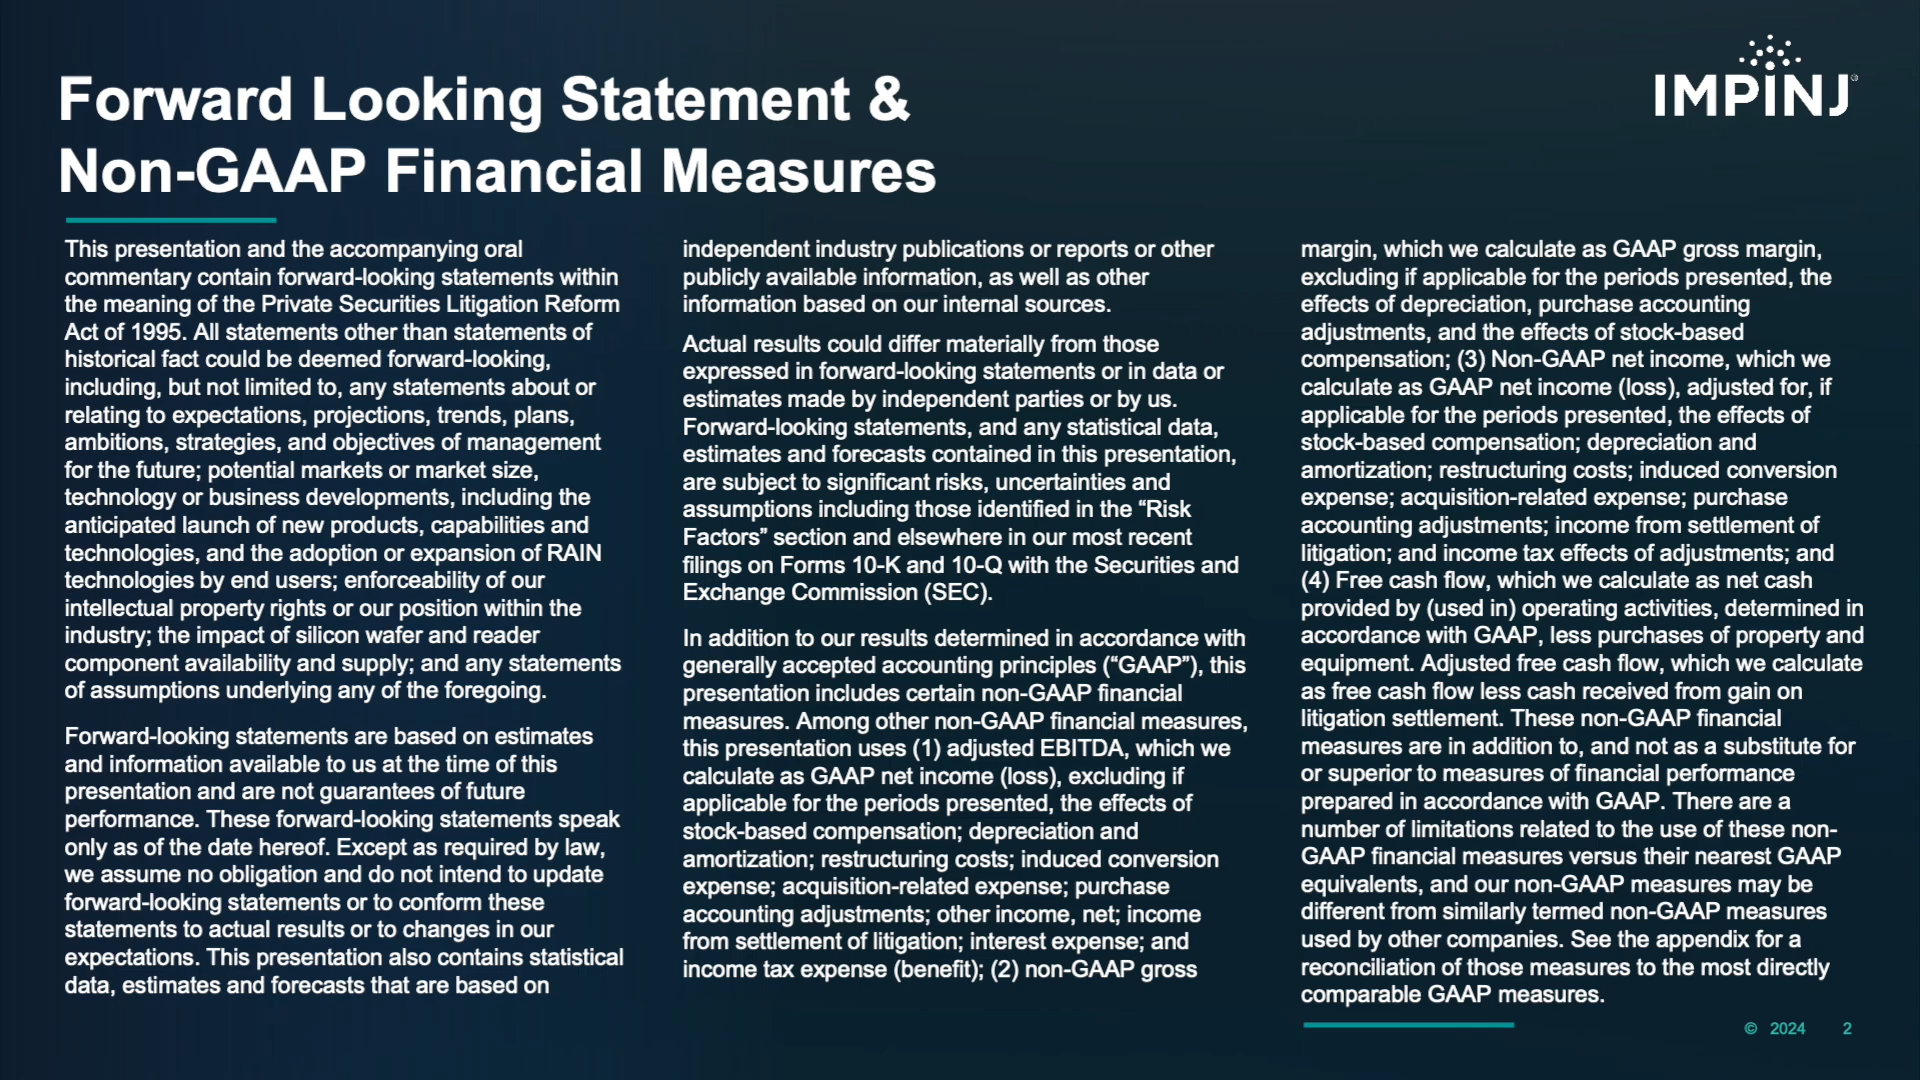 Forward Looking Statement &
Non-GAAP Financial Measures
IMPINJ®
This presentation and the accompanying oral
commentary contain forward-looking statements within
the meaning of the Private Securities Litigation Reform
Act of 1995. All statements other than statements of
historical fact could be deemed forward-looking,
including, but not limited to, any statements about or
relating to expectations, projections, trends, plans,
ambitions, strategies, and objectives of management
for the future; potential markets or market size,
technology or business developments, including the
anticipated launch of new products, capabilities and
technologies, and the adoption or expansion of RAIN
technologies by end users; enforceability of our
intellectual property rights or our position within the
industry; the impact of silicon wafer and reader
component availability and supply; and any statements
of assumptions underlying any of the foregoing.
Forward-looking statements are based on estimates
and information available to us at the time of this
presentation and are not guarantees of future
performance. These forward-looking statements speak
only as of the date hereof. Except as required by law,
we assume no obligation and do not intend to update
forward-looking statements or to conform these
statements to actual results or to changes in our
expectations. This presentation also contains statistical
data, estimates and forecasts that are based on
independent industry publications or reports or other
publicly available information, as well as other
information based on our internal sources.
Actual results could differ materially from those
expressed in forward-looking statements or in data or
estimates made by independent parties or by us.
Forward-looking statements, and any statistical data,
estimates and forecasts contained in this presentation,
are subject to significant risks, uncertainties and
assumptions including those identified in the “Risk
Factors” section and elsewhere in our most recent
filings on Forms 10-K and 10-Q with the Securities and
Exchange Commission (SEC).
In addition to our results determined in accordance with
generally accepted accounting principles (“GAAP”), this
presentation includes certain non-GAAP financial
measures. Among other non-GAAP financial measures,
this presentation uses (1) adjusted EBITDA, which we
calculate as GAAP net income (loss), excluding if
applicable for the periods presented, the effects of
stock-based compensation; depreciation and
amortization; restructuring costs; induced conversion
expense; acquisition-related expense; purchase
accounting adjustments; other income, net; income
from settlement of litigation; interest expense; and
income tax expense (benefit); (2) non-GAAP gross
margin, which we calculate as GAAP gross margin,
excluding if applicable for the periods presented, the
effects of depreciation, purchase accounting
adjustments, and the effects of stock-based
compensation; (3) Non-GAAP net income, which we
calculate as GAAP net income (loss), adjusted for, if
applicable for the periods presented, the effects of
stock-based compensation; depreciation and
amortization; restructuring costs; induced conversion
expense; acquisition-related expense; purchase
accounting adjustments; income from settlement of
litigation; and income tax effects of adjustments; and
(4) Free cash flow, which we calculate as net cash
provided by (used in) operating activities, determined in
accordance with GAAP, less purchases of property and
equipment. Adjusted free cash flow, which we calculate
as free cash flow less cash received from gain on
litigation settlement. These non-GAAP financial
measures are in addition to, and not as a substitute for
or superior to measures of financial performance
prepared in accordance with GAAP. There are a
number of limitations related to the use of these non-
GAAP financial measures versus their nearest GAAP
equivalents, and our non-GAAP measures may be
different from similarly termed non-GAAP measures
used by other companies. See the appendix for a
reconciliation of those measures to the most directly
comparable GAAP measures.
© 2024 2